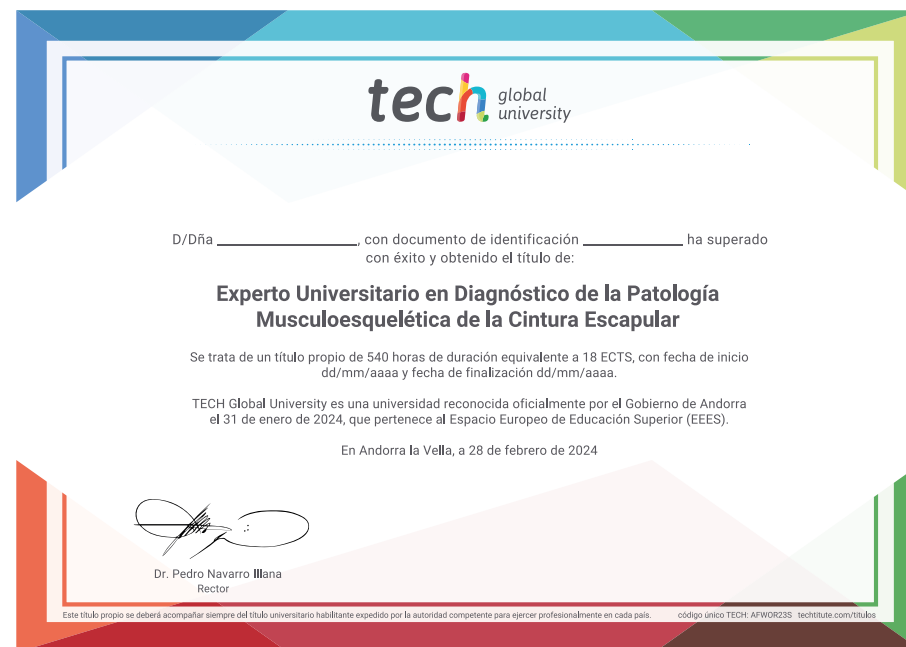 tech global university
D/Dña ____________________, con documento de identificación ______________ ha superado
con éxito y obtenido el título de:
Experto Universitario en Diagnóstico de la Patología
Musculoesquelética de la Cintura Escapular
Se trata de un título propio de 540 horas de duración equivalente a 18 ECTS, con fecha de inicio
dd/mm/aaaa y fecha de finalización dd/mm/aaaa.
TECH Global University es una universidad reconocida oficialmente por el Gobierno de Andorra
el 31 de enero de 2024, que pertenece al Espacio Europeo de Educación Superior (EEES).
En Andorra la Vella, a 28 de febrero de 2024
Dr. Pedro Navarro Illana
Rector
Este título propio se deberá acompañar siempre del título universitario habilitante expedido por la autoridad competente para ejercer profesionalmente en cada país. código único TECH: AFWOR23S techtitute.com/títulos